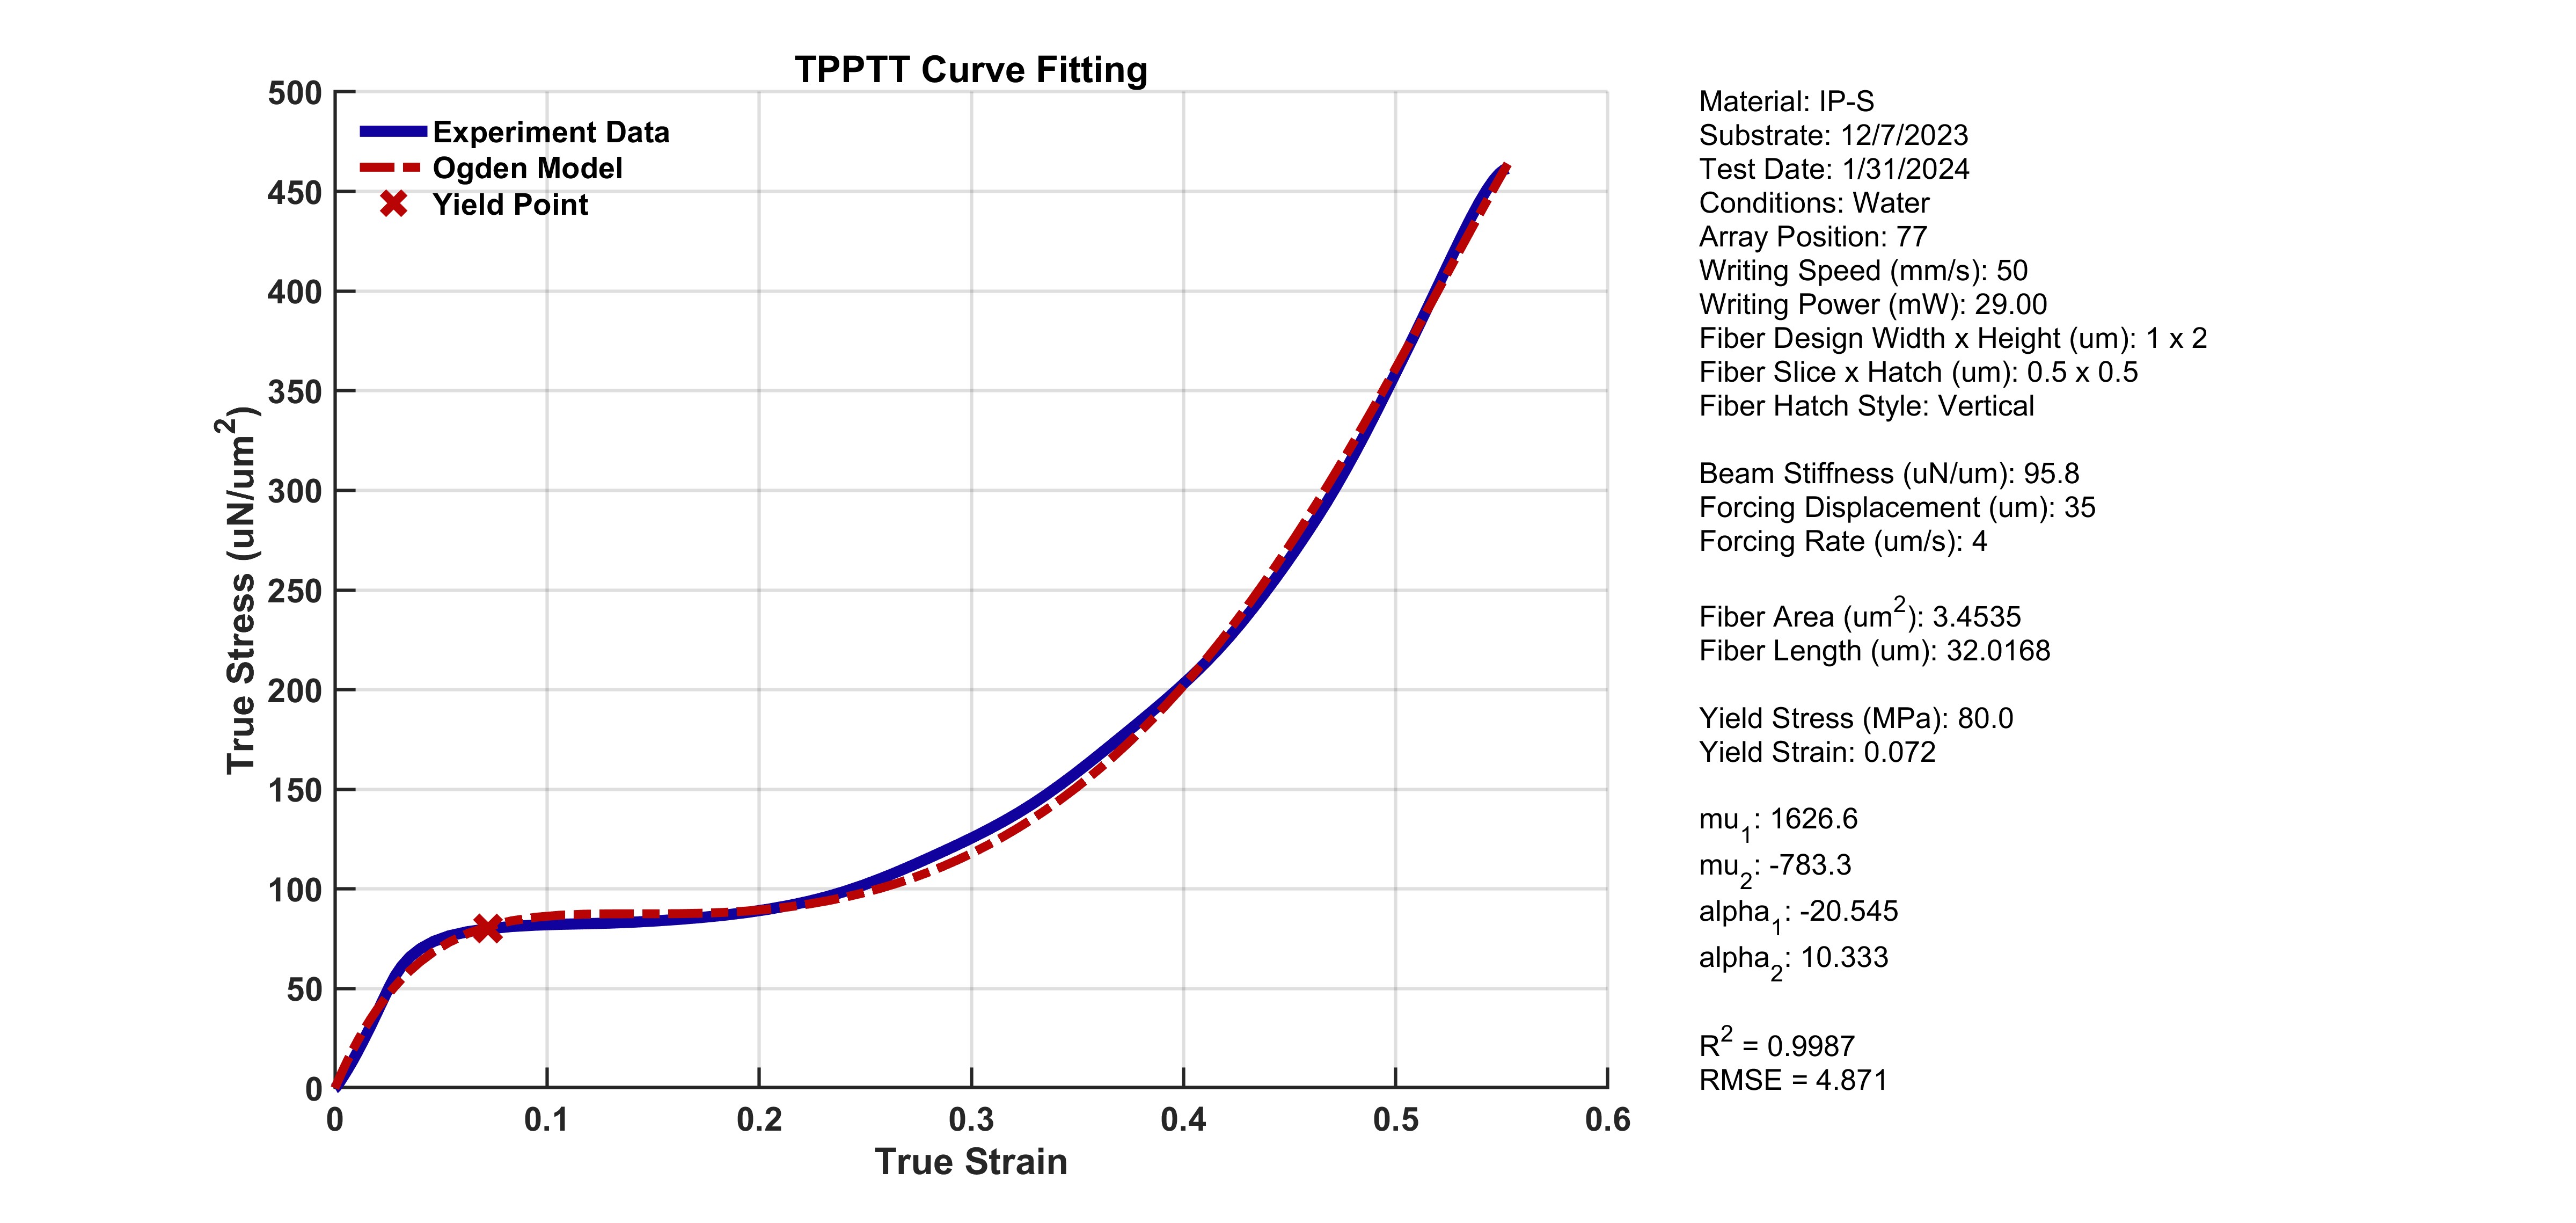 TPPTT Curve Fitting
500
450
400
350
300
250
200
150
100
50
0
True Stress (uN/um²)
Experiment Data
Ogden Model
Yield Point
0 0.1 0.2 0.3 0.4 0.5 0.6
True Strain
Material: IP-S
Substrate: 12/7/2023
Test Date: 1/31/2024
Conditions: Water
Array Position: 77
Writing Speed (mm/s): 50
Writing Power (mW): 29.00
Fiber Design Width x Height (um): 1 x 2
Fiber Slice x Hatch (um): 0.5 x 0.5
Fiber Hatch Style: Vertical
Beam Stiffness (uN/um): 95.8
Forcing Displacement (um): 35
Forcing Rate (um/s): 4
Fiber Area (um²): 3.4535
Fiber Length (um): 32.0168
Yield Stress (MPa): 80.0
Yield Strain: 0.072
mu₁: 1626.6
mu₂: -783.3
alpha₁: -20.545
alpha₂: 10.333
R² = 0.9987
RMSE = 4.871